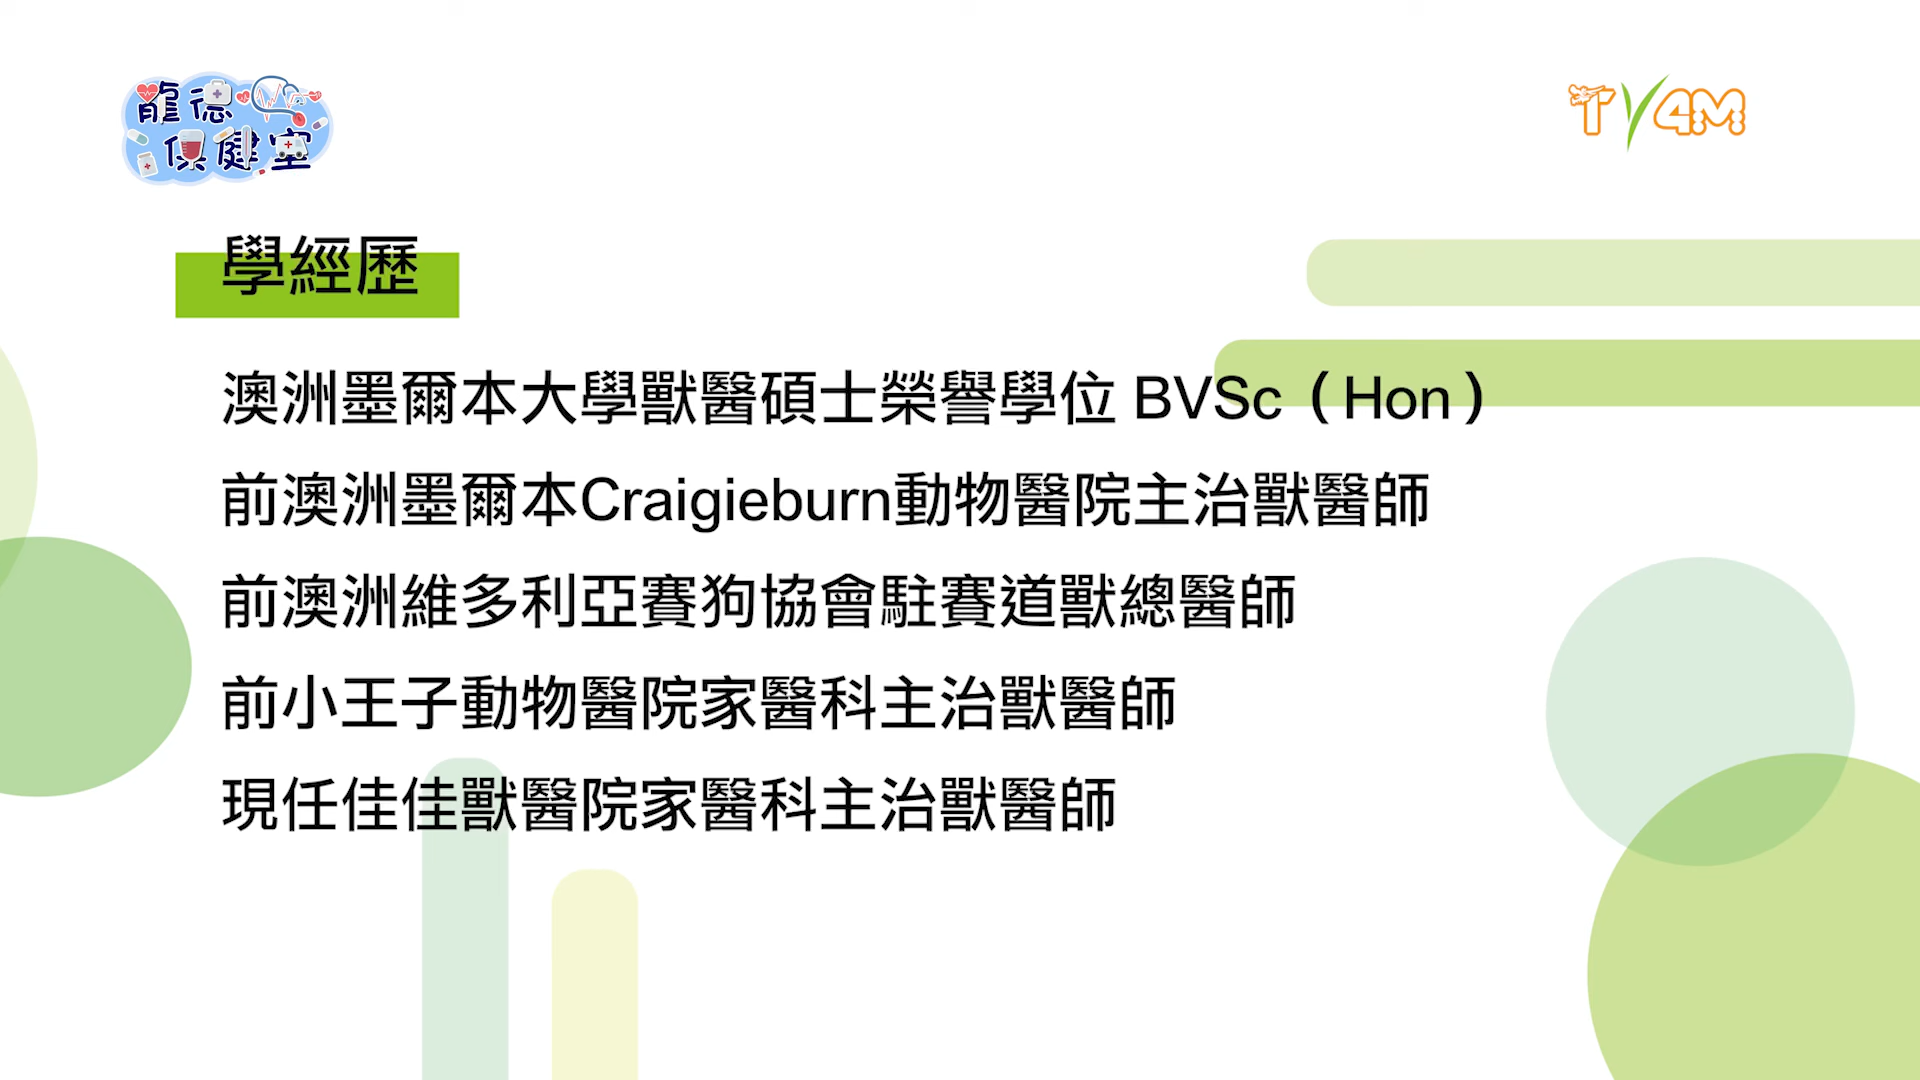 龍德
保健室
TV4M
學經歷
澳洲墨爾本大學獸醫碩士榮譽學位 BVSc（Hon）
前澳洲墨爾本Craigieburn動物醫院主治獸醫師
前澳洲維多利亞賽狗協會駐賽道獸總醫師
前小王子動物醫院家醫科主治獸醫師
現任佳佳獸醫院家醫科主治獸醫師